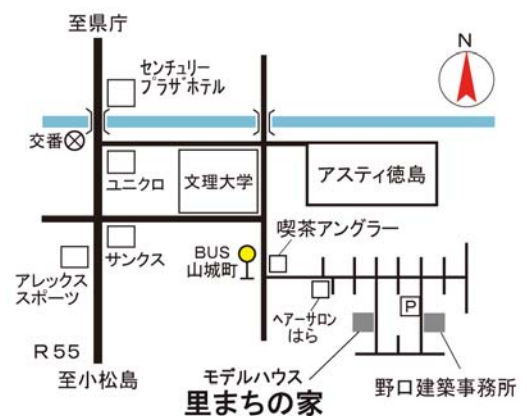 至県庁
N
センチュリー
プラザホテル
交番
ユニクロ
文理大学
アスティ徳島
喫茶アングラー
BUS
山城町
サンクス
アレックス
スポーツ
ヘアーサロン
はら
P
R55
至小松島
モデルハウス
里まちの家
野口建築事務所